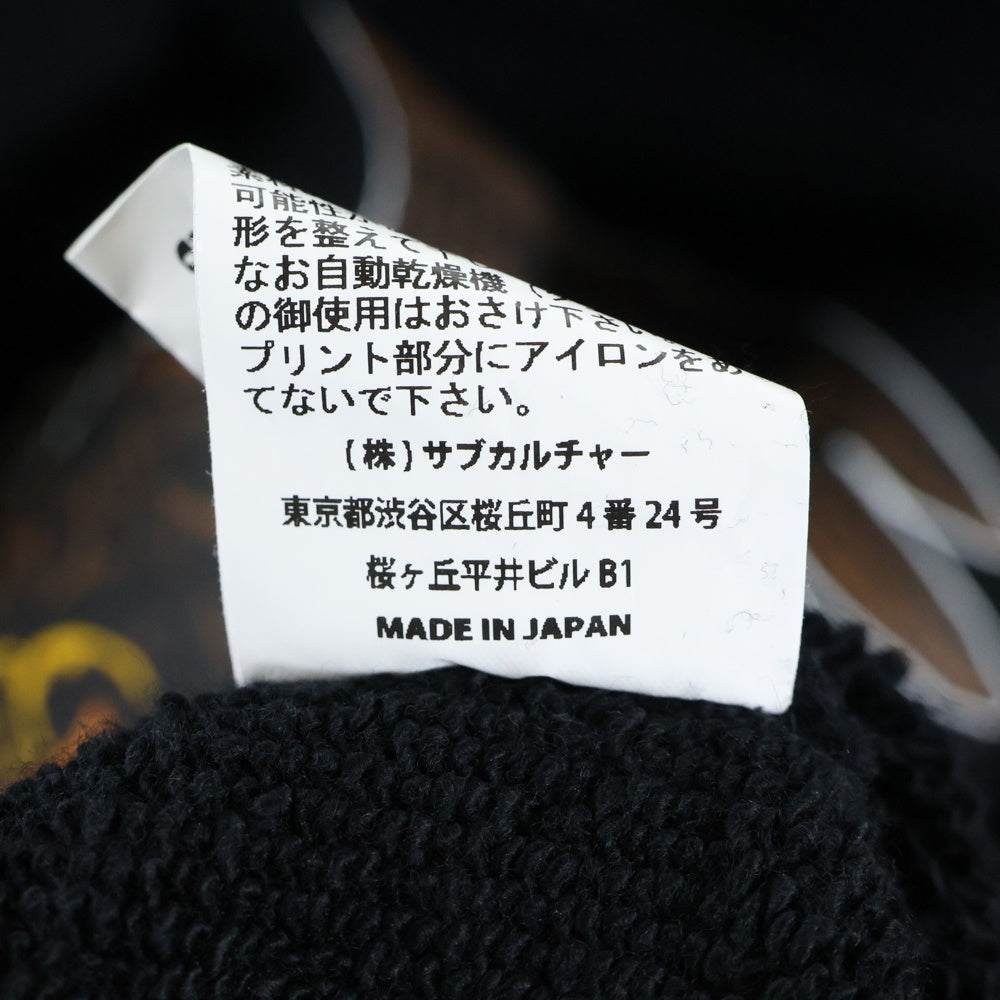 可能性
形を整えて
なお自動乾燥機
の御使用はおさけ下さい
プリント部分にアイロンをあ
てないで下さい。
(株)サブカルチャー
東京都渋谷区桜丘町4番24号
桜ヶ丘平井ビルB1
MADE IN JAPAN